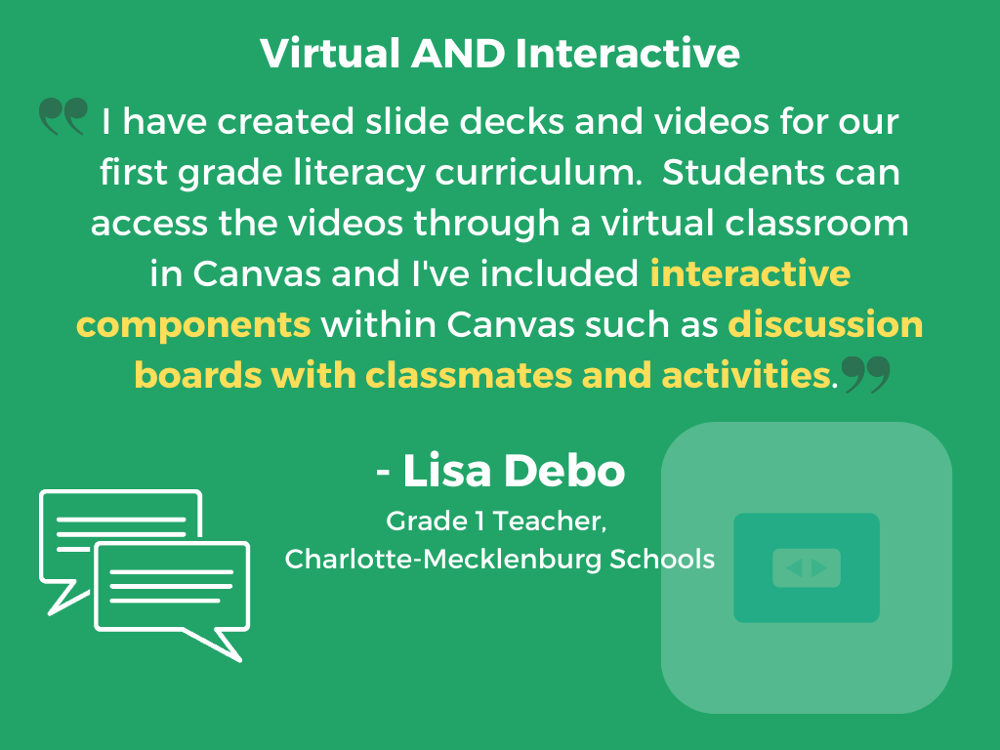 Virtual AND Interactive
❞ I have created slide decks and videos for our
first grade literacy curriculum.  Students can
access the videos through a virtual classroom
in Canvas and I've included interactive
components within Canvas such as discussion
boards with classmates and activities.❞
- Lisa Debo
Grade 1 Teacher,
Charlotte-Mecklenburg Schools